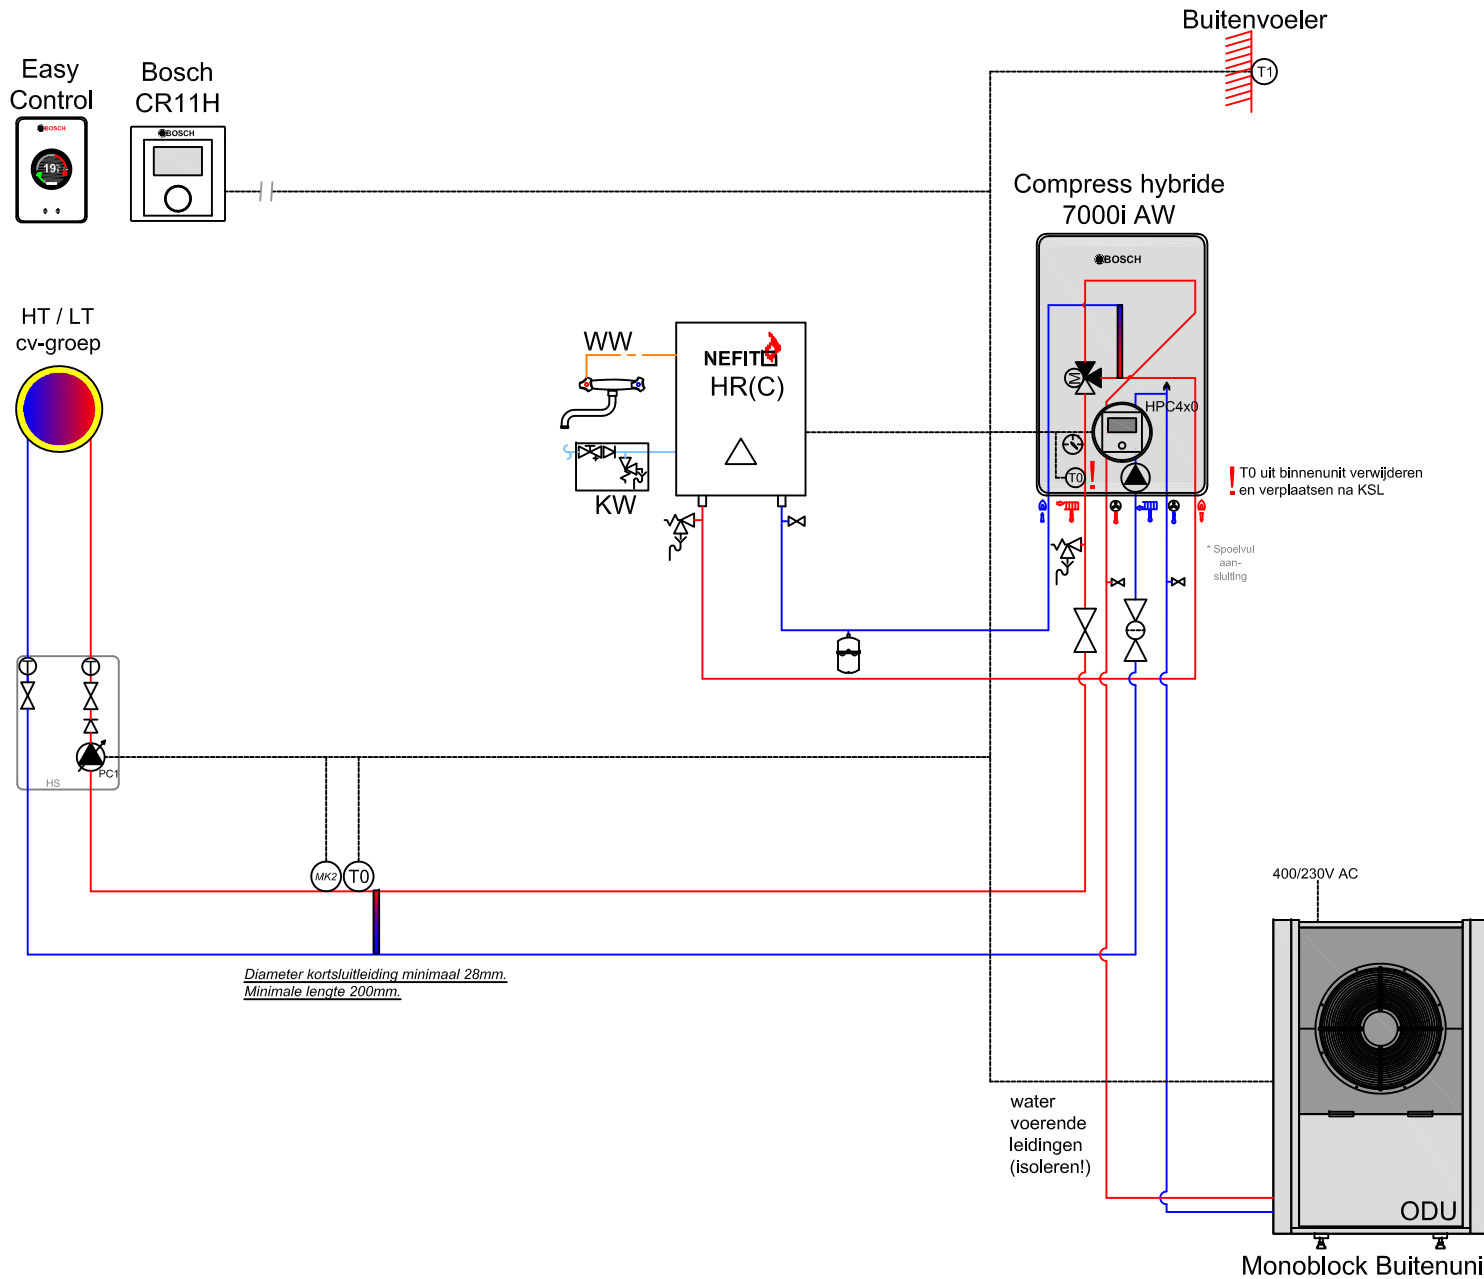 Buitenvoeler
T1
Easy
Control
BOSCH
19
Bosch
CR11H
BOSCH
Compress hybride
7000i AW
BOSCH
M
HPC4x0
T0
!
! T0 uit binnenunit verwijderen
en verplaatsen na KSL
* Spoelvul
aan-
sluiting
HT / LT
cv-groep
WW
NEFIT
HR(C)
KW
T
T
PC1
HS
MK2
T0
Diameter kortsluitleiding minimaal 28mm.
Minimale lengte 200mm.
400/230V AC
water
voerende
leidingen
(isoleren!)
ODU
Monoblock Buitenuni